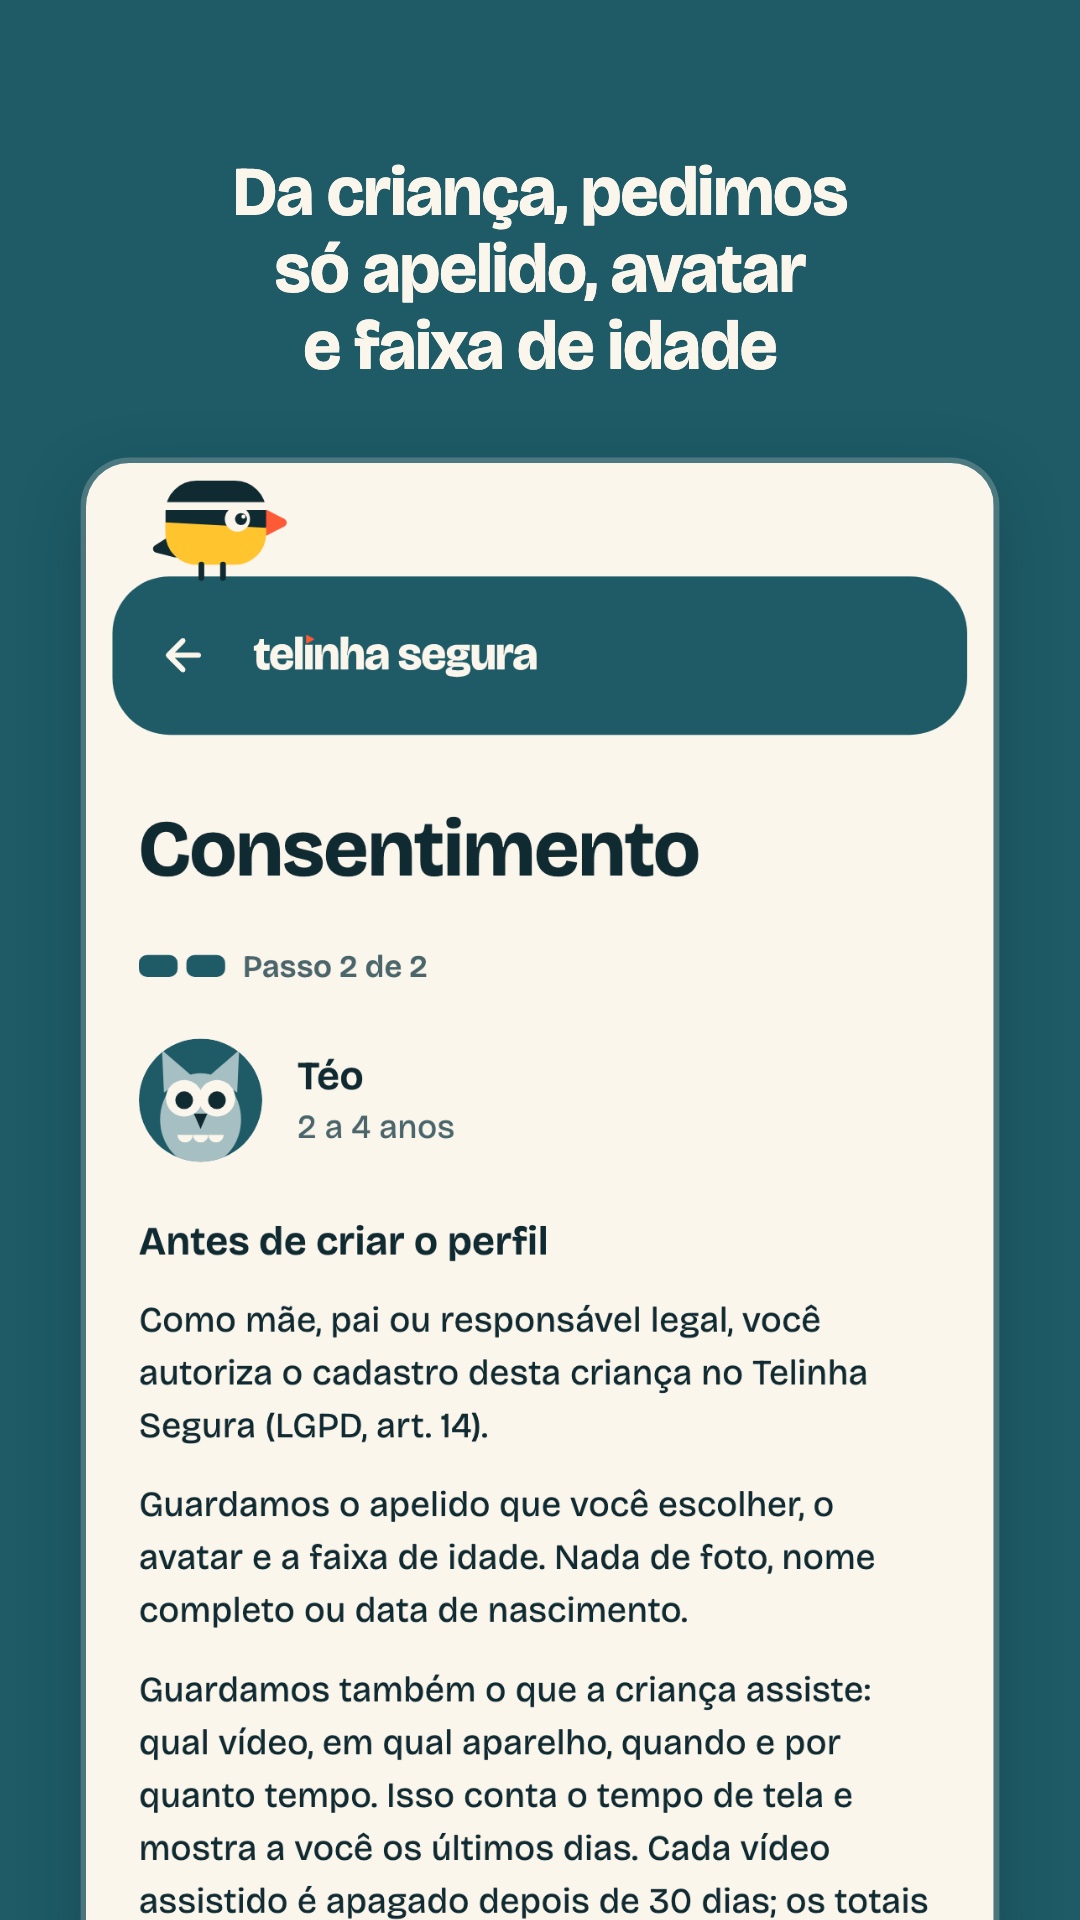 Da criança, pedimos
só apelido, avatar
e faixa de idade
telinha segura
Consentimento
Passo 2 de 2
Téo
2 a 4 anos
Antes de criar o perfil
Como mãe, pai ou responsável legal, você
autoriza o cadastro desta criança no Telinha
Segura (LGPD, art. 14).
Guardamos o apelido que você escolher, o
avatar e a faixa de idade. Nada de foto, nome
completo ou data de nascimento.
Guardamos também o que a criança assiste:
qual vídeo, em qual aparelho, quando e por
quanto tempo. Isso conta o tempo de tela e
mostra a você os últimos dias. Cada vídeo
assistido é apagado depois de 30 dias; os totais